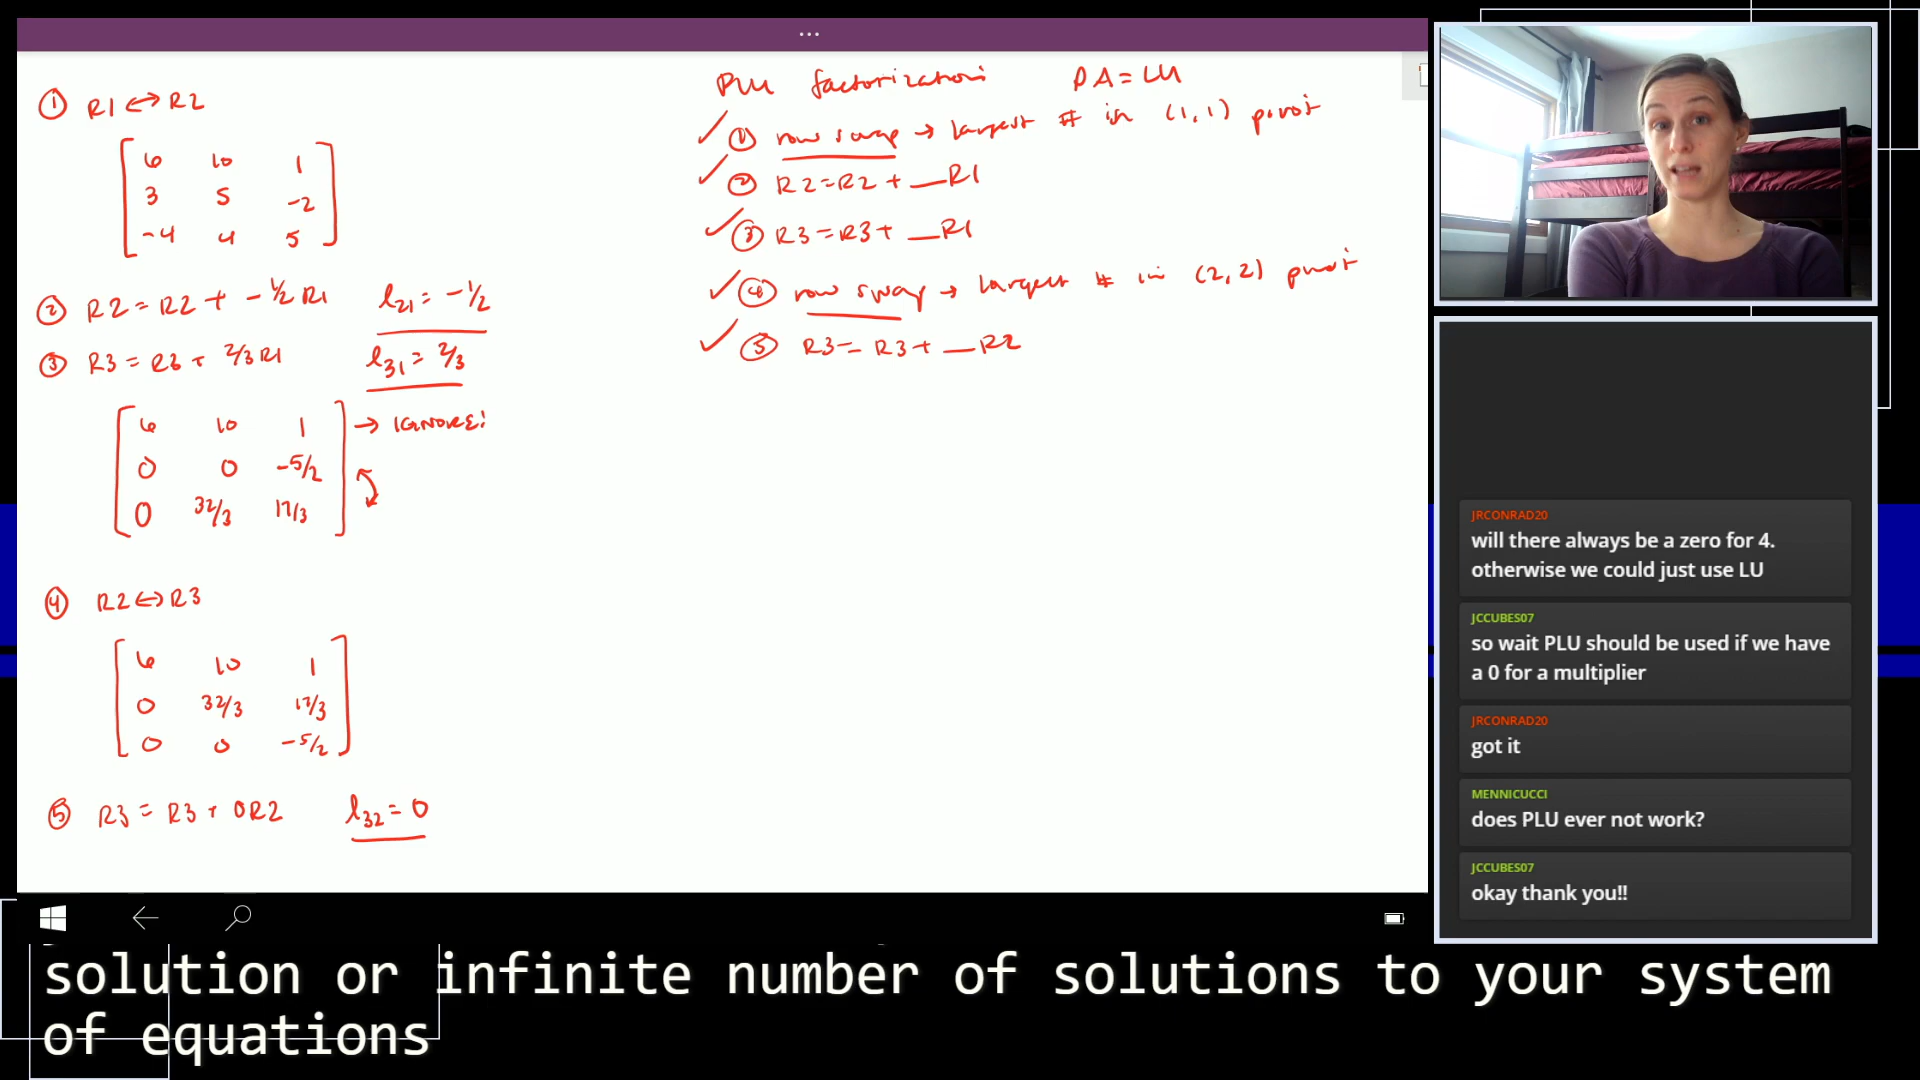 ...
① R1 ↔ R2
6 10 1
3 5 -2
-4 4 5
② R2 = R2 + -1/2 R1 l21 = -1/2
③ R3 = R3 + 2/3 R1 l31 = 2/3
6 10 1 → IGNORE!
0 0 -5/2
0 32/3 17/3
④ R2 ↔ R3
6 10 1
0 32/3 17/3
0 0 -5/2
⑤ R3 = R3 + 0R2 l32 = 0
PLU factorization PA = LU
✓ ① row swap → largest # in (1,1) pivot
✓ ② R2 = R2 + __R1
✓ ③ R3 = R3 + __R1
✓ ④ row swap → largest # in (2,2) pivot
✓ ⑤ R3 = R3 + __R2
JRCONRAD20
will there always be a zero for 4.
otherwise we could just use LU
JCCUBES07
so wait PLU should be used if we have
a 0 for a multiplier
JRCONRAD20
got it
MENNICUCCI
does PLU ever not work?
JCCUBES07
okay thank you!!
solution or infinite number of solutions to your system
of equations